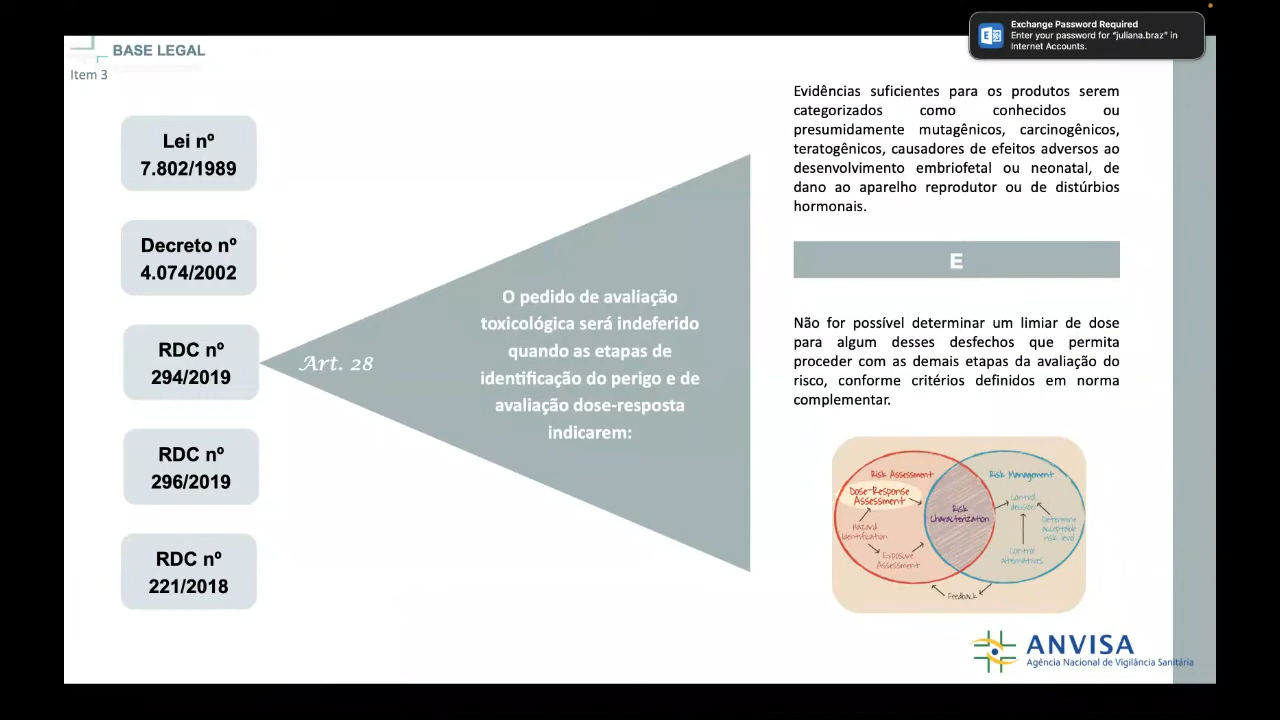 Exchange Password Required
Enter your password for “juliana.braz” in
Internet Accounts.
BASE LEGAL
Item 3
Lei nº
7.802/1989
Decreto nº
4.074/2002
RDC nº
294/2019
RDC nº
296/2019
RDC nº
221/2018
Art. 28
O pedido de avaliação
toxicológica será indeferido
quando as etapas de
identificação do perigo e de
avaliação dose-resposta
indicarem:
Evidências suficientes para os produtos serem
categorizados como conhecidos ou
presumidamente mutagênicos, carcinogênicos,
teratogênicos, causadores de efeitos adversos ao
desenvolvimento embriofetal ou neonatal, de
dano ao aparelho reprodutor ou de distúrbios
hormonais.
E
Não for possível determinar um limiar de dose
para algum desses desfechos que permita
proceder com as demais etapas da avaliação do
risco, conforme critérios definidos em norma
complementar.
Risk Assessment
Dose-Response
Assessment
Hazard
Identification
Exposure
Assessment
Risk
Characterization
Risk Management
Control
decision
Determine
acceptable
risk level
Control
alternatives
Feedback
ANVISA
Agência Nacional de Vigilância Sanitária